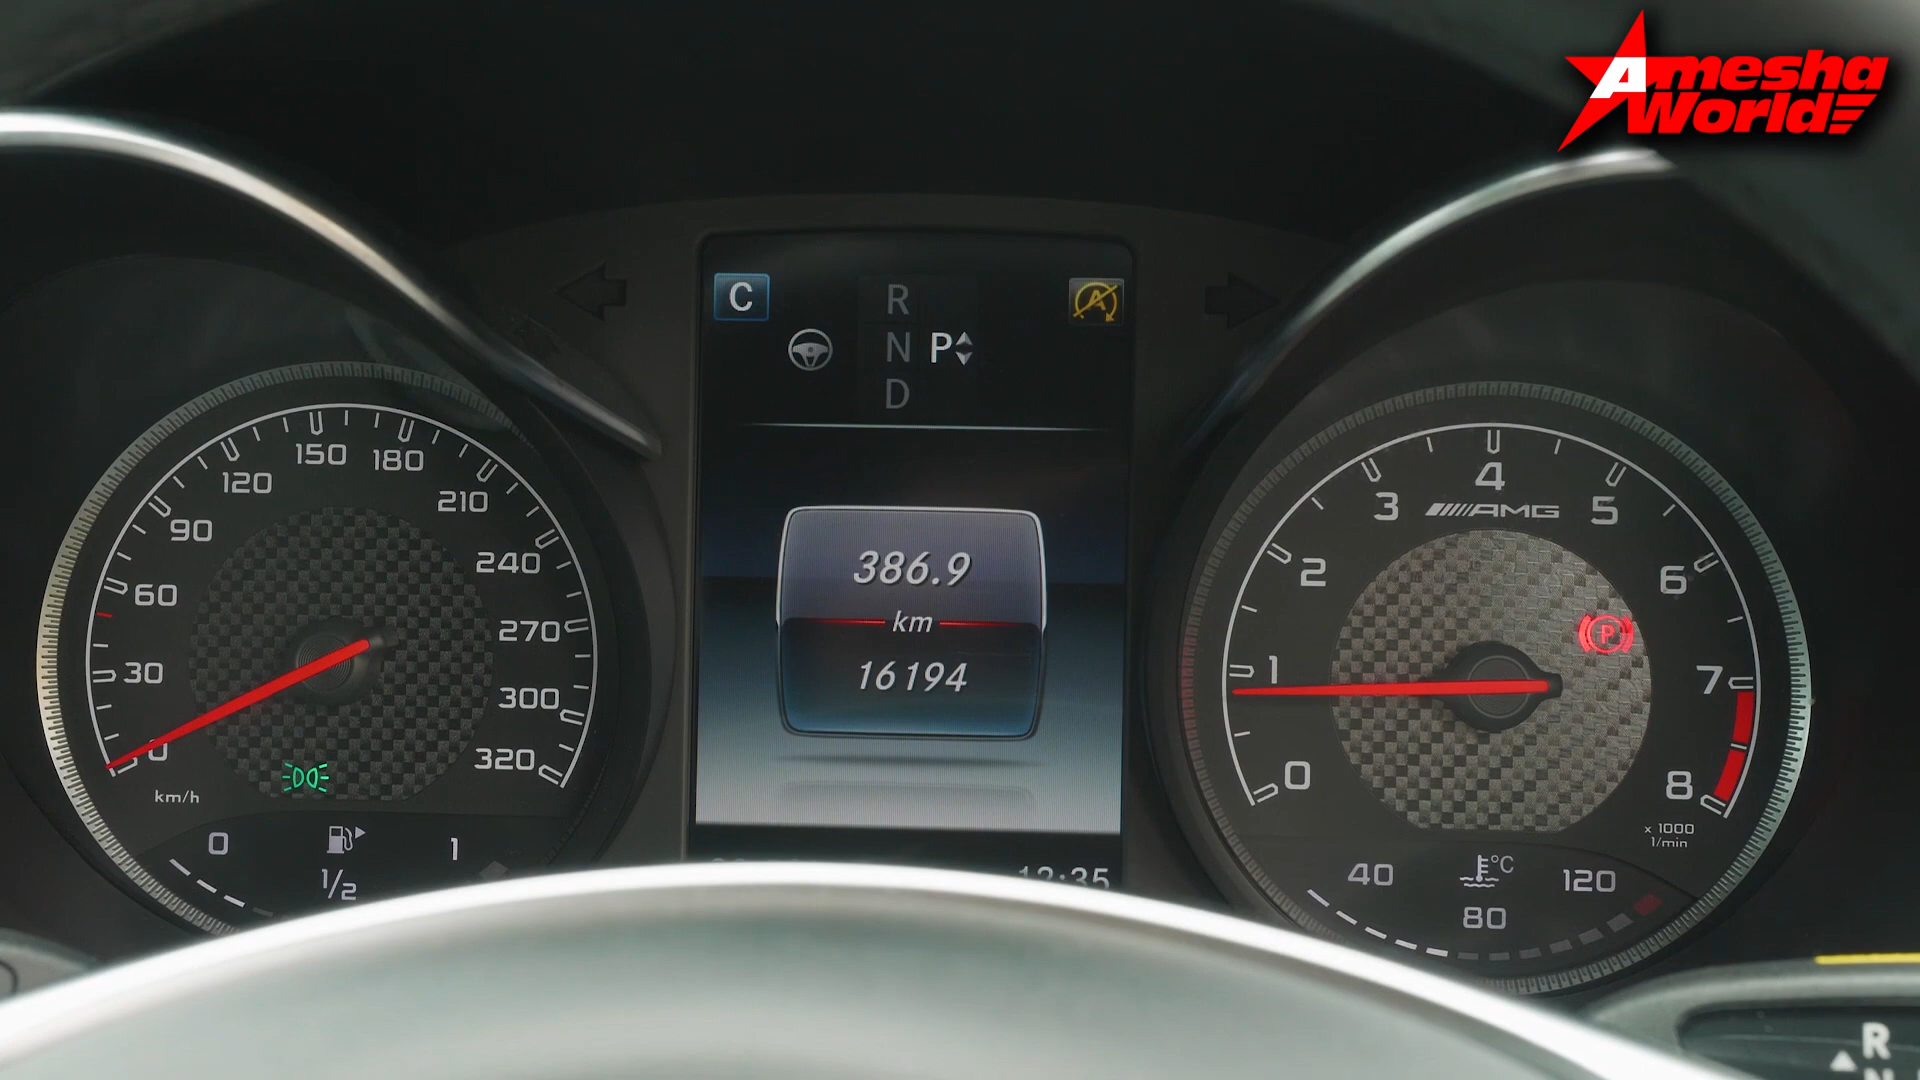 Amesha
World
C
R
N P
D
386.9
km
16194
12:35
0
30
60
90
120
150
180
210
240
270
300
320
km/h
0
1/2
1
0
1
2
3
4
5
6
7
8
AMG
P
x 1000
1/min
40
80
120
°C
R